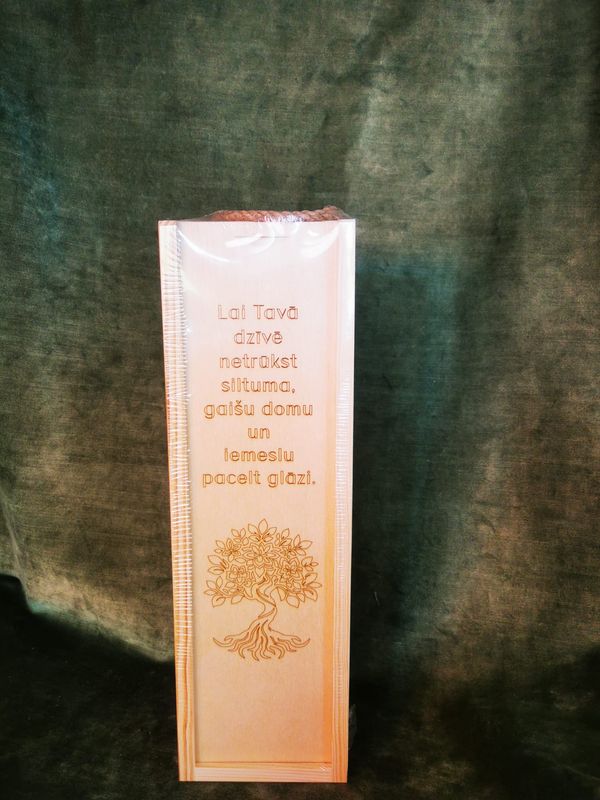 Lai Tavā
dzīvē
netrūkst
siltuma,
gaišu domu
un
iemeslu
pacelt glāzi.